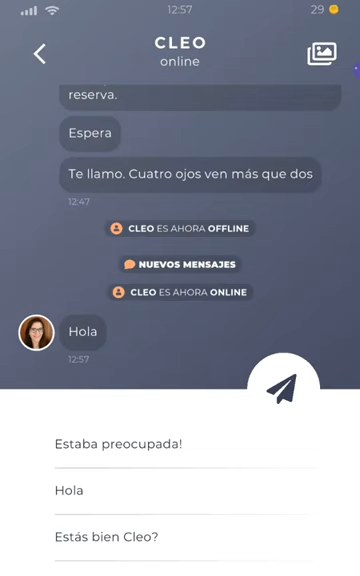 12:57
29
CLEO
online
reserva.
Espera
Te llamo. Cuatro ojos ven más que dos
12:47
CLEO ES AHORA OFFLINE
NUEVOS MENSAJES
CLEO ES AHORA ONLINE
Hola
12:57
Estaba preocupada!
Hola
Estás bien Cleo?